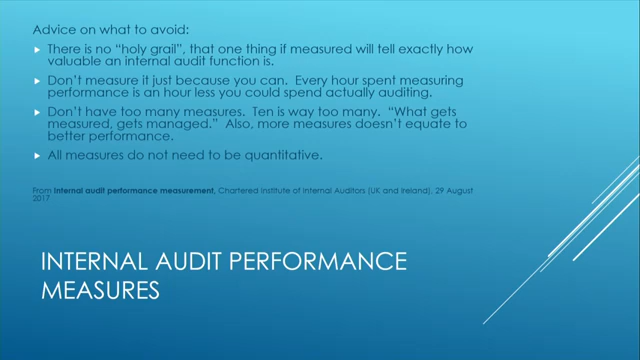 Advice on what to avoid:
There is no “holy grail”, that one thing if measured will tell exactly how
valuable an internal audit function is.
Don’t measure it just because you can. Every hour spent measuring
performance is an hour less you could spend actually auditing.
Don’t have too many measures. Ten is way too many. “What gets
measured, gets managed.” Also, more measures doesn’t equate to
better performance.
All measures do not need to be quantitative.
From Internal audit performance measurement, Chartered Institute of Internal Auditors (UK and Ireland), 29 August
2017
INTERNAL AUDIT PERFORMANCE
MEASURES